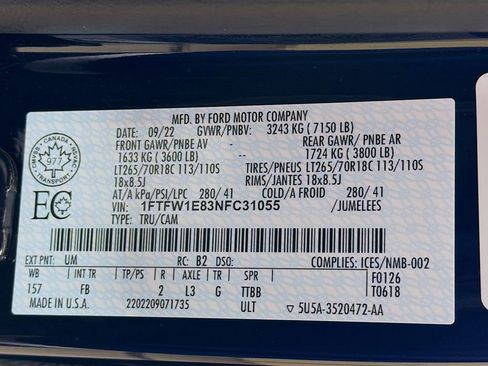 MFD. BY FORD MOTOR COMPANY
DATE: 09/22 GVWR/PNBV: 3243 KG ( 7150 LB)
FRONT GAWR/PNBE AV REAR GAWR/ PNBE AR
1633 KG ( 3600 LB) -- 1724 KG ( 3800 LB)
LT265/70R18C 113/110S TIRES/PNEUS LT265/70R18C 113/110S
18x8.5J RIMS/JANTES 18x8.5J
AT/A kPa/PSI/LPC 280/ 41 COLD/A FROID 280/ 41
VIN: 1FTFW1E83NFC31055 /JUMELEES
TYPE: TRU/CAM
CANADA
977
TRANSPORT
EC
EXT PNT: UM RC: B2 DSO: COMPLIES: ICES/NMB-002
WB INT TR TP/PS R AXLE TR SPR F0126
157 FB 2 L3 G TTBB T0618
MADE IN U.S.A. 2202209071735 ULT 5U5A-3520472-AA